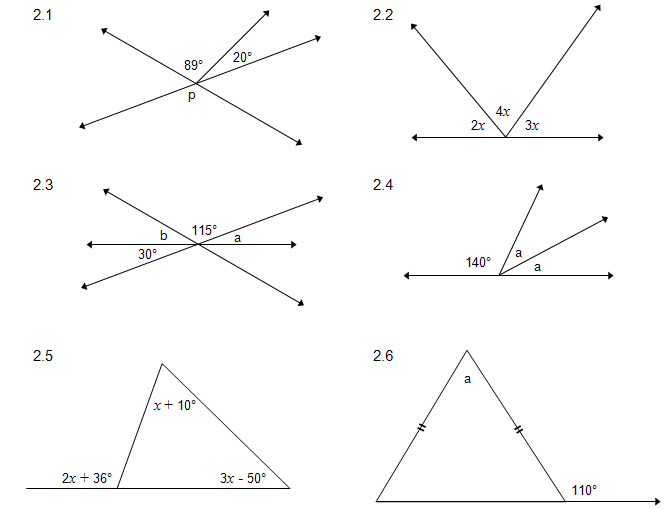 2.1
89°
20°
p
2.2
4x
2x
3x
2.3
b
115°
a
30°
2.4
140°
a
a
2.5
x + 10°
2x + 36°
3x - 50°
2.6
a
110°